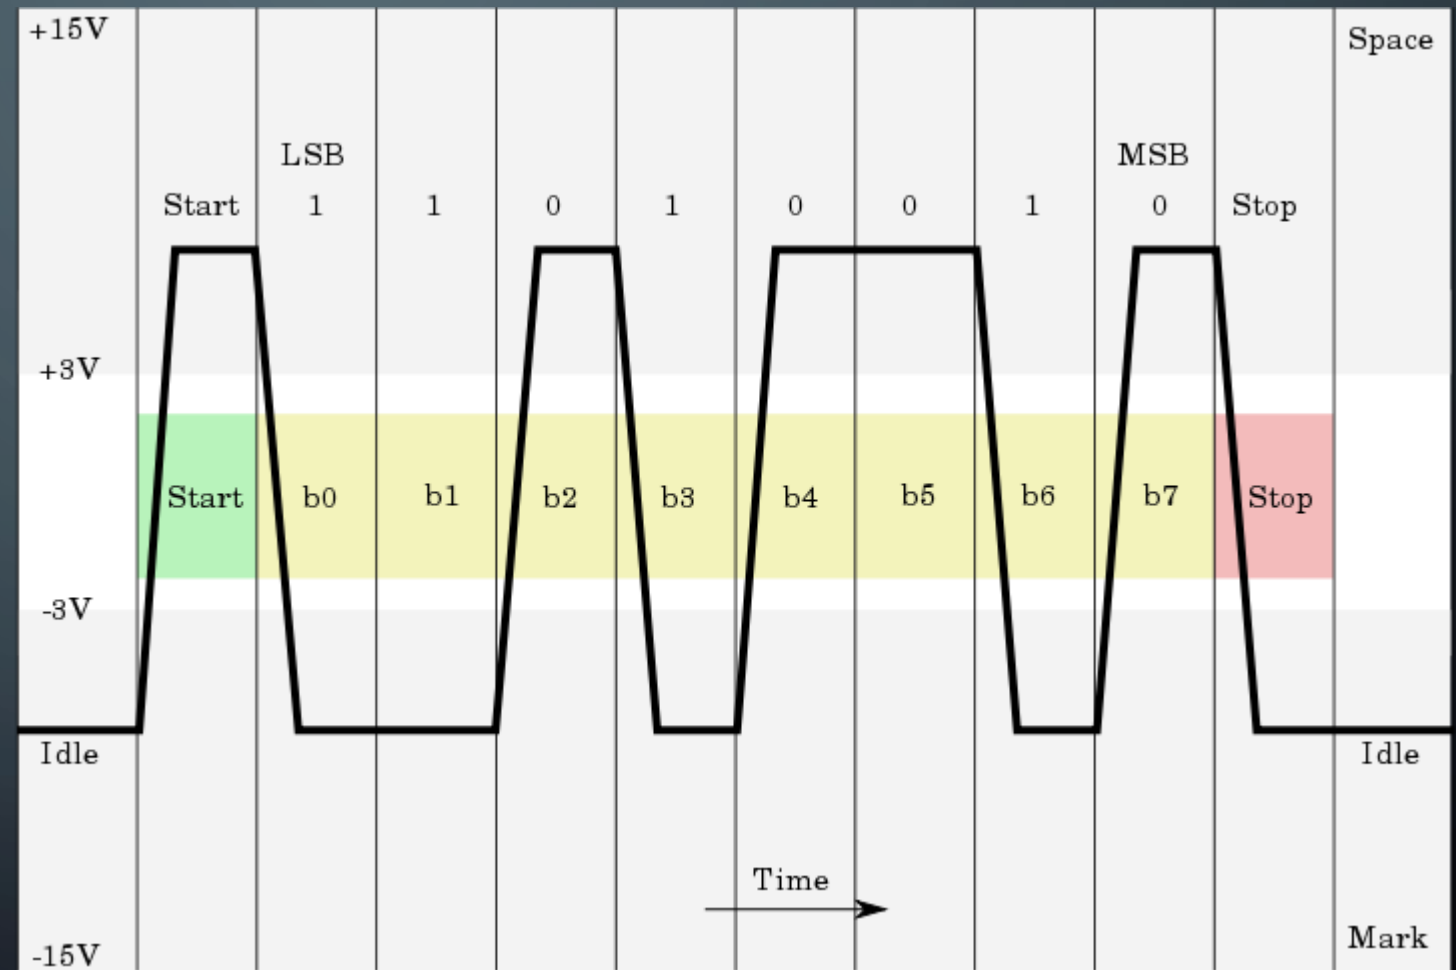 +15V
Space
LSB
MSB
Start 1 1 0 1 0 0 1 0 Stop
+3V
Start b0 b1 b2 b3 b4 b5 b6 b7 Stop
-3V
Idle
Idle
Time
Mark
-15V